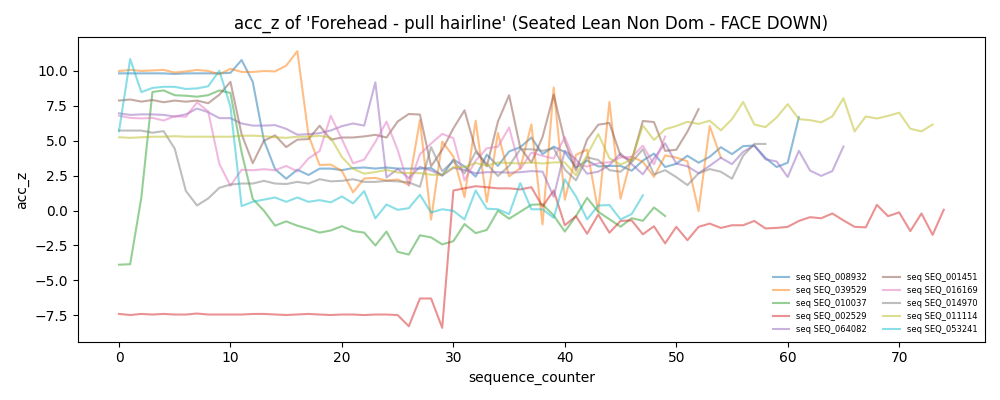 acc_z of 'Forehead - pull hairline' (Seated Lean Non Dom - FACE DOWN)
acc_z
10.0
7.5
5.0
2.5
0.0
−2.5
−5.0
−7.5
seq SEQ_008932
seq SEQ_039529
seq SEQ_010037
seq SEQ_002529
seq SEQ_064082
seq SEQ_001451
seq SEQ_016169
seq SEQ_014970
seq SEQ_011114
seq SEQ_053241
0 10 20 30 40 50 60 70
sequence_counter